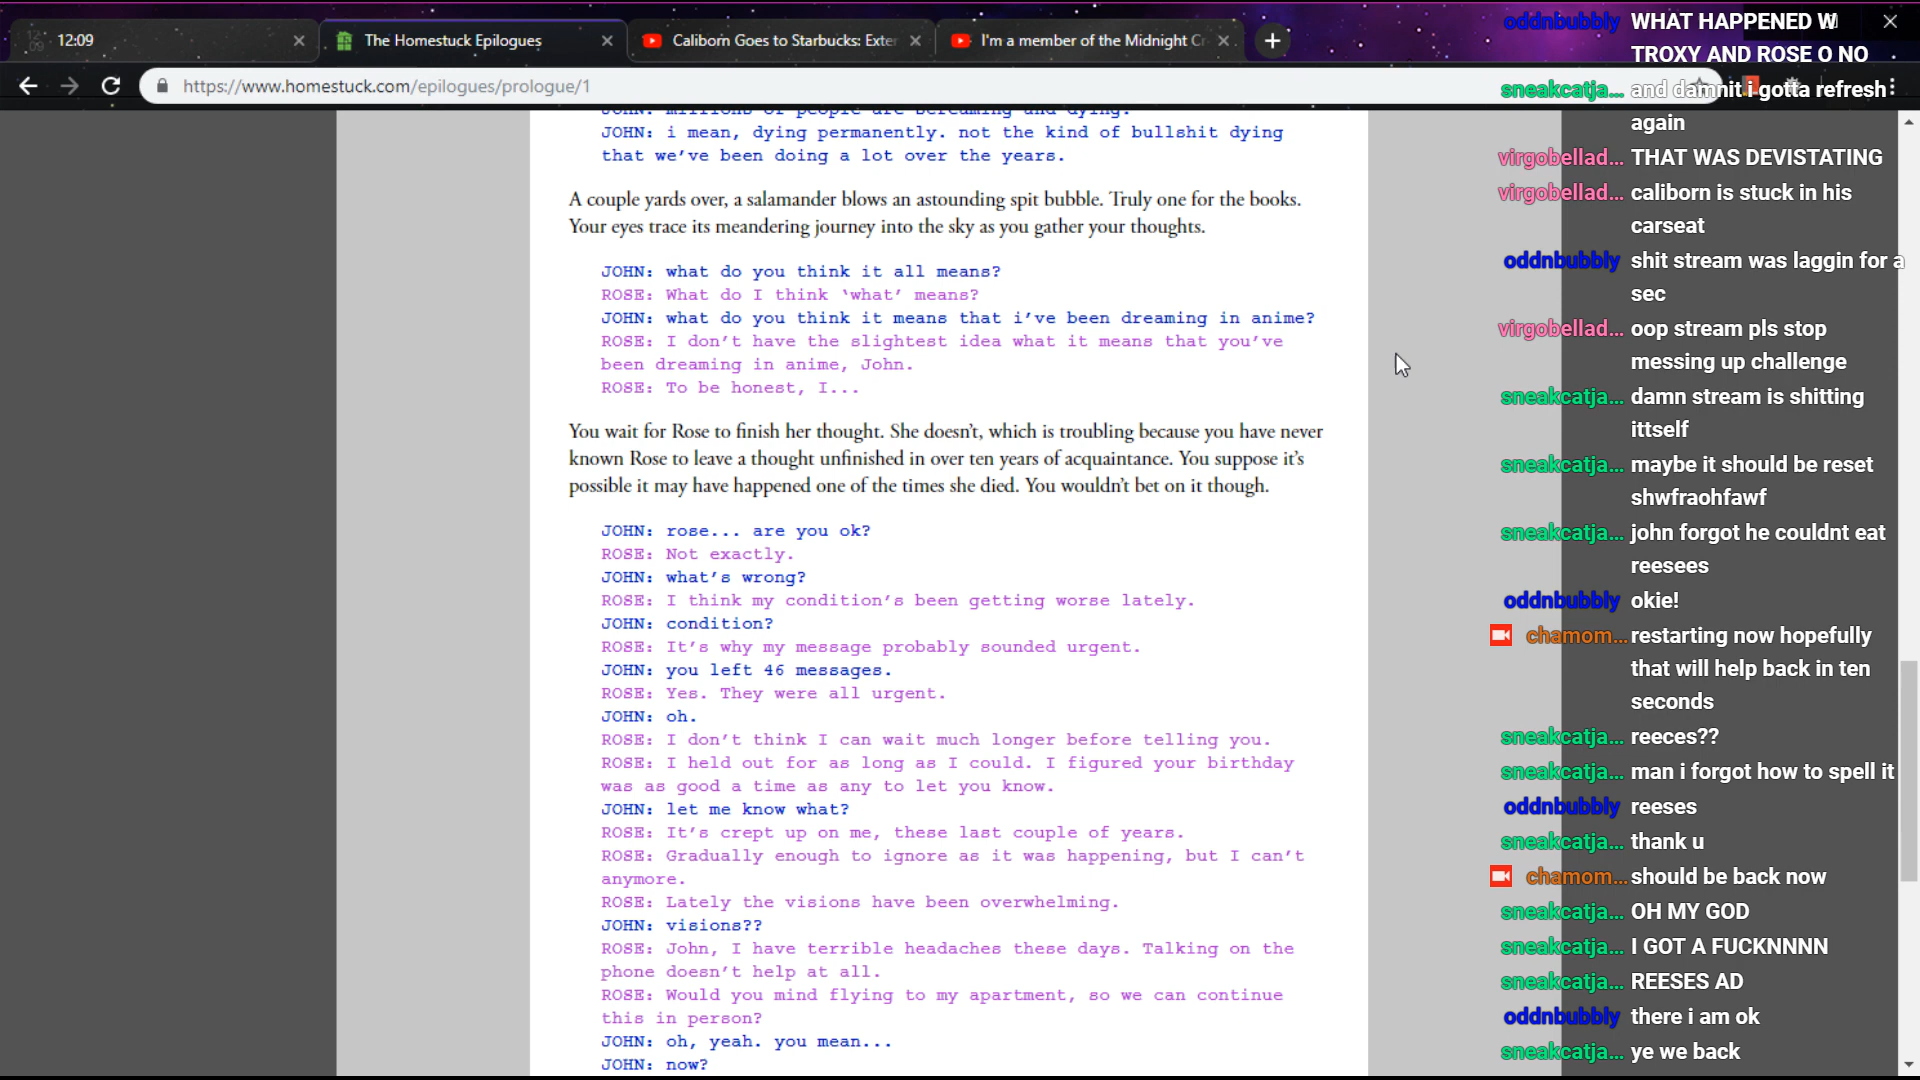 12:09
The Homestuck Epilogues
Caliborn Goes to Starbucks: Exter
I'm a member of the Midnight Cr
https://www.homestuck.com/epilogues/prologue/1
JOHN: millions of people are screaming and dying.
JOHN: i mean, dying permanently. not the kind of bullshit dying
that we've been doing a lot over the years.
A couple yards over, a salamander blows an astounding spit bubble. Truly one for the books.
Your eyes trace its meandering journey into the sky as you gather your thoughts.
JOHN: what do you think it all means?
ROSE: What do I think ‘what’ means?
JOHN: what do you think it means that i've been dreaming in anime?
ROSE: I don't have the slightest idea what it means that you've
been dreaming in anime, John.
ROSE: To be honest, I...
You wait for Rose to finish her thought. She doesn't, which is troubling because you have never
known Rose to leave a thought unfinished in over ten years of acquaintance. You suppose it's
possible it may have happened one of the times she died. You wouldn't bet on it though.
JOHN: rose... are you ok?
ROSE: Not exactly.
JOHN: what's wrong?
ROSE: I think my condition's been getting worse lately.
JOHN: condition?
ROSE: It's why my message probably sounded urgent.
JOHN: you left 46 messages.
ROSE: Yes. They were all urgent.
JOHN: oh.
ROSE: I don't think I can wait much longer before telling you.
ROSE: I held out for as long as I could. I figured your birthday
was as good a time as any to let you know.
JOHN: let me know what?
ROSE: It's crept up on me, these last couple of years.
ROSE: Gradually enough to ignore as it was happening, but I can't
anymore.
ROSE: Lately the visions have been overwhelming.
JOHN: visions??
ROSE: John, I have terrible headaches these days. Talking on the
phone doesn't help at all.
ROSE: Would you mind flying to my apartment, so we can continue
this in person?
JOHN: oh, yeah. you mean...
JOHN: now?
oddnbubbly WHAT HAPPENED W
TROXY AND ROSE O NO
sneakcatja... and damnit i gotta refresh
again
virgobellad... THAT WAS DEVISTATING
virgobellad... caliborn is stuck in his
carseat
oddnbubbly shit stream was laggin for a
sec
virgobellad... oop stream pls stop
messing up challenge
sneakcatja... damn stream is shitting
ittself
sneakcatja... maybe it should be reset
shwfraohfawf
sneakcatja... john forgot he couldnt eat
reesees
oddnbubbly okie!
chamom... restarting now hopefully
that will help back in ten
seconds
sneakcatja... reeces??
sneakcatja... man i forgot how to spell it
oddnbubbly reeses
sneakcatja... thank u
chamom... should be back now
sneakcatja... OH MY GOD
sneakcatja... I GOT A FUCKNNNN
sneakcatja... REESES AD
oddnbubbly there i am ok
sneakcatja... ye we back